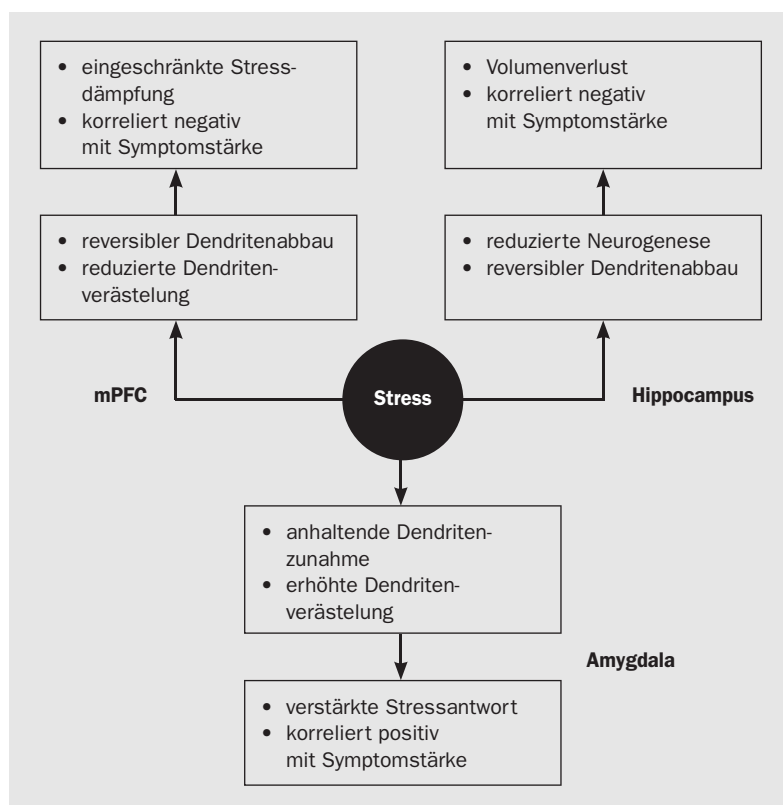 • eingeschränkte Stress-
dämpfung
• korreliert negativ
mit Symptomstärke
• Volumenverlust
• korreliert negativ
mit Symptomstärke
• reversibler Dendritenabbau
• reduzierte Dendriten-
verästelung
• reduzierte Neurogenese
• reversibler Dendritenabbau
mPFC
Stress
Hippocampus
• anhaltende Dendriten-
zunahme
• erhöhte Dendriten-
verästelung
Amygdala
• verstärkte Stressantwort
• korreliert positiv
mit Symptomstärke